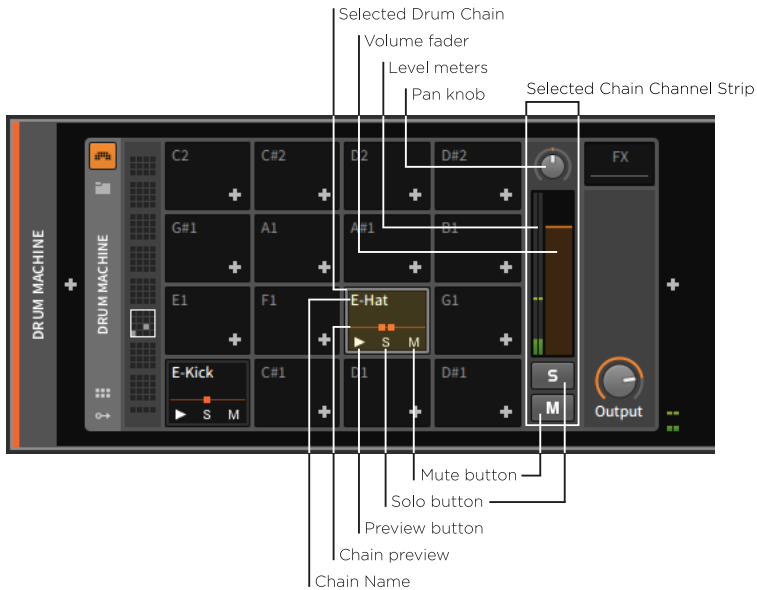 Selected Drum Chain
Volume fader
Level meters
Pan knob
Selected Chain Channel Strip
DRUM MACHINE
DRUM MACHINE
C2
C#2
D2
D#2
FX
G#1
A1
A#1
B1
E1
F1
E-Hat
G1
S
M
E-Kick
C#1
D1
D#1
S
M
S
M
Output
Mute button
Solo button
Preview button
Chain preview
Chain Name